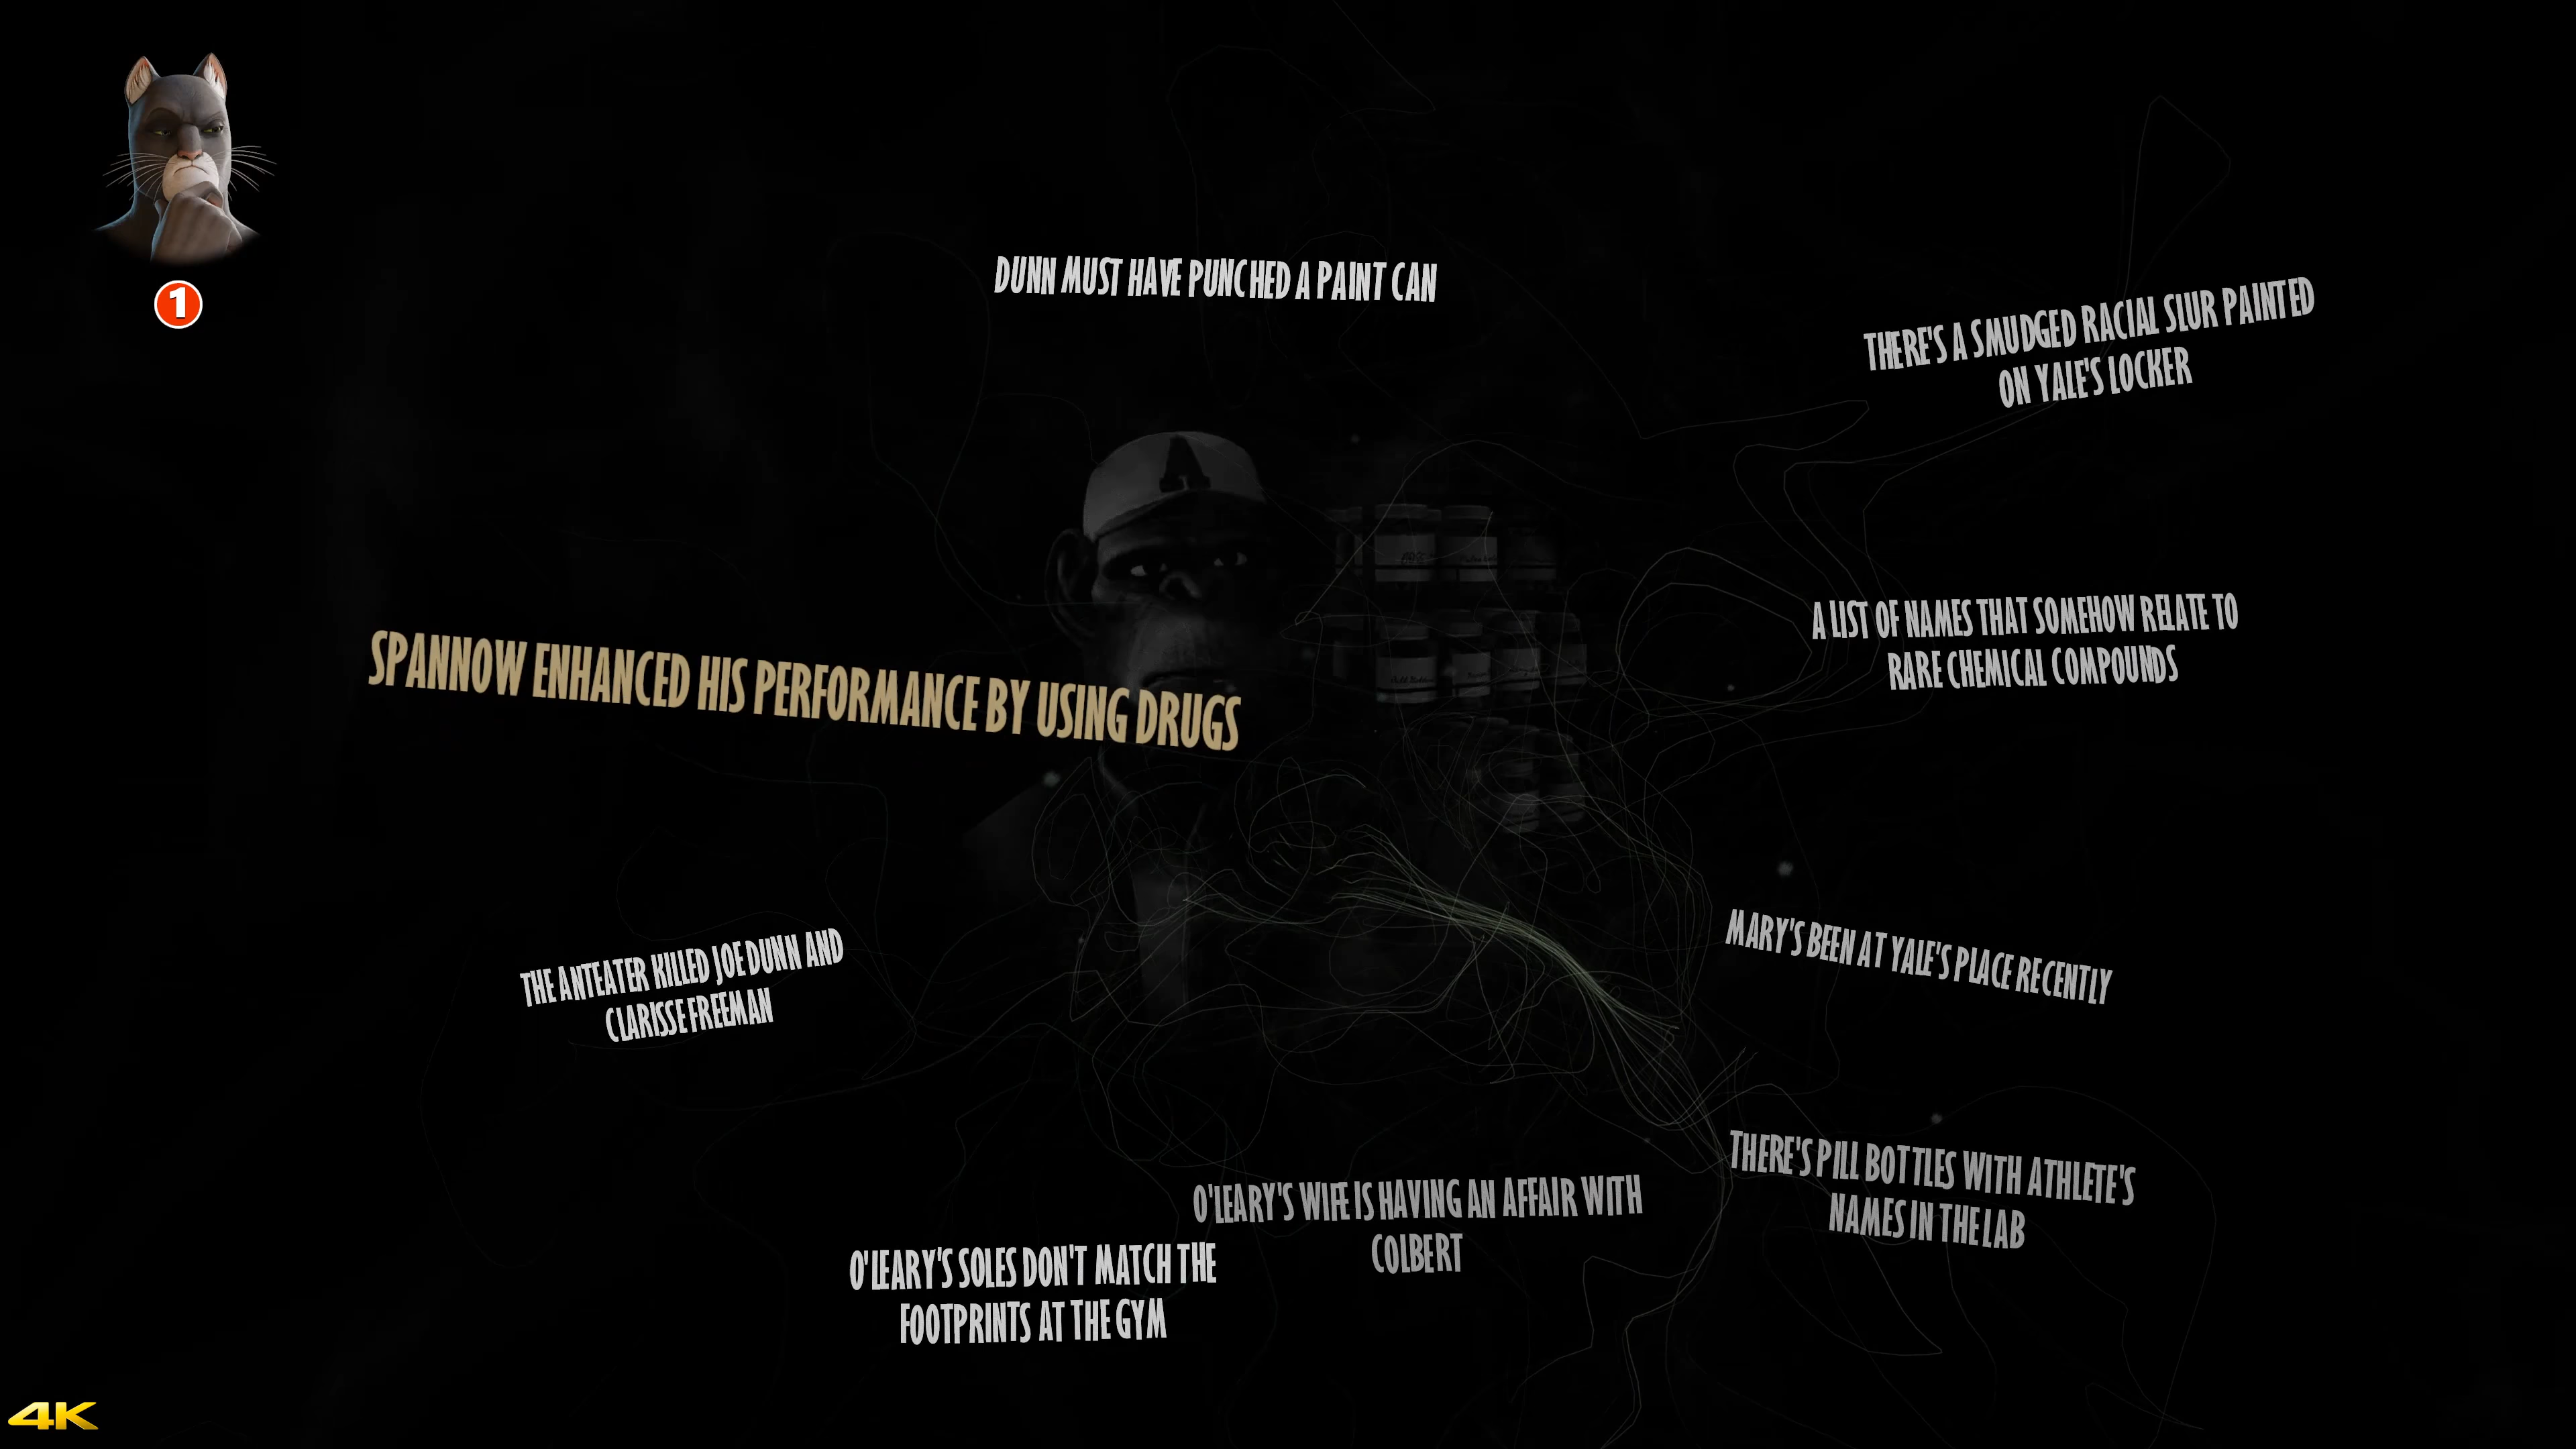 1
DUNN MUST HAVE PUNCHED A PAINT CAN
THERE'S A SMUDGED RACIAL SLUR PAINTED
ON YALE'S LOCKER
A
A LIST OF NAMES THAT SOMEHOW RELATE TO
RARE CHEMICAL COMPOUNDS
SPANNOW ENHANCED HIS PERFORMANCE BY USING DRUGS
THE ANTEATER KILLED JOE DUNN AND
CLARISSE FREEMAN
MARY'S BEEN AT YALE'S PLACE RECENTLY
THERE'S PILL BOTTLES WITH ATHLETE'S
NAMES IN THE LAB
O'LEARY'S WIFE IS HAVING AN AFFAIR WITH
COLBERT
O'LEARY'S SOLES DON'T MATCH THE
FOOTPRINTS AT THE GYM
4K